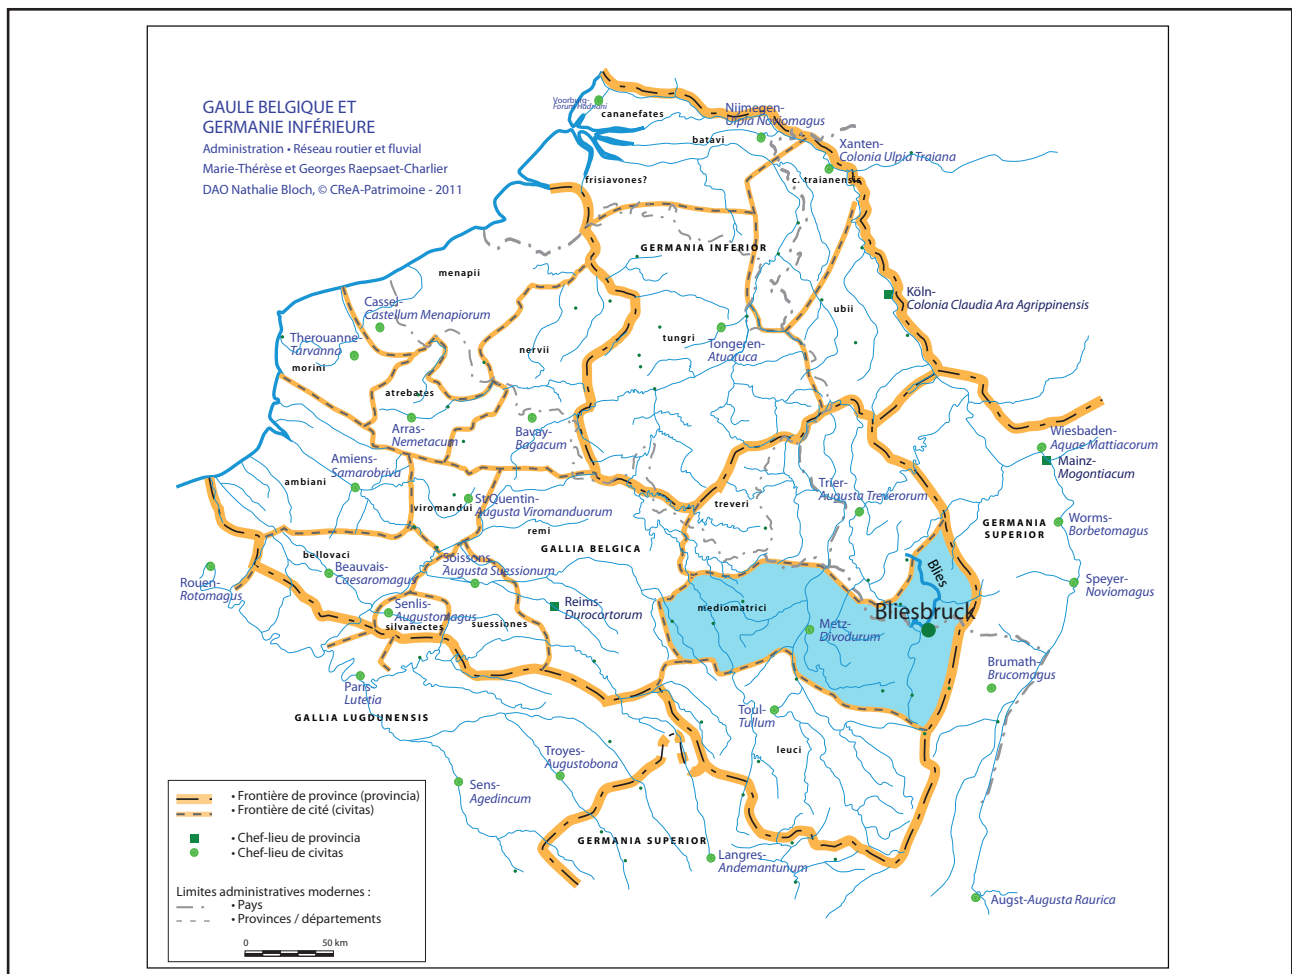 GAULE BELGIQUE ET
GERMANIE INFÉRIEURE
Administration • Réseau routier et fluvial
Marie-Thérèse et Georges Raepsaet-Charlier
DAO Nathalie Bloch, © CReA-Patrimoine - 2011
Voorburg-
Forum Hadriani
cananefates
Nijmegen-
Ulpia Noviomagus
batavi
Xanten-
Colonia Ulpid Traiana
frisiavones?
c. traianensis
GERMANIA INFERIOR
menapii
Köln-
Colonia Claudia Ara Agrippinensis
Cassel-
Castellum Menapiorum
ubii
Therouanne-
Tarvanna
morini
nervii
tungri
Tongeren-
Atuatuca
atrebates
Arras-
Nemetacum
Bavay-
Bagacum
Wiesbaden-
Aquae Mattiacorum
Mainz-
Mogontiacum
Amiens-
Samarobriva
ambiani
Trier-
Augusta Treverorum
St Quentin-
Augusta Viromanduorum
viromandui
treveri
GERMANIA
SUPERIOR
Worms-
Borbetomagus
remi
GALLIA BELGICA
bellovaci
Beauvais-
Caesaromagus
Soissons
Augusta Suessionum
Rouen-
Rotomagus
Blies
Speyer-
Noviomagus
Senlis-
Augustomagus
silvanectes
suessiones
Reims-
Durocortorum
mediomatrici
Bliesbruck
Metz-
Divodurum
Brumath-
Brucomagus
Paris-
Lutetia
GALLIA LUGDUNENSIS
Toul-
Tullum
leuci
Troyes-
Augustobona
Sens-
Agedincum
GERMANIA SUPERIOR
Langres-
Andemantunum
Augst-Augusta Raurica
• Frontière de province (provincia)
• Frontière de cité (civitas)
• Chef-lieu de provincia
• Chef-lieu de civitas
Limites administratives modernes :
• Pays
• Provinces / départements
0 50 km